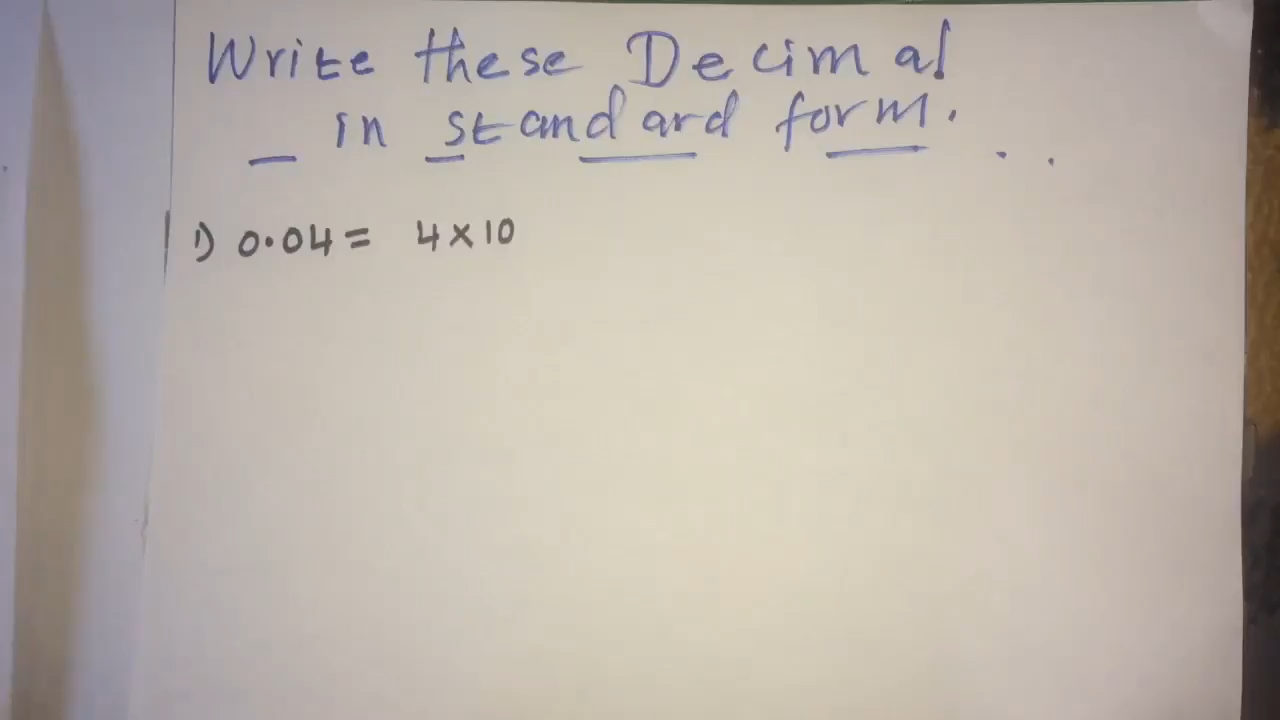 Write these Decimal
in standard form.
1) 0.04 = 4×10